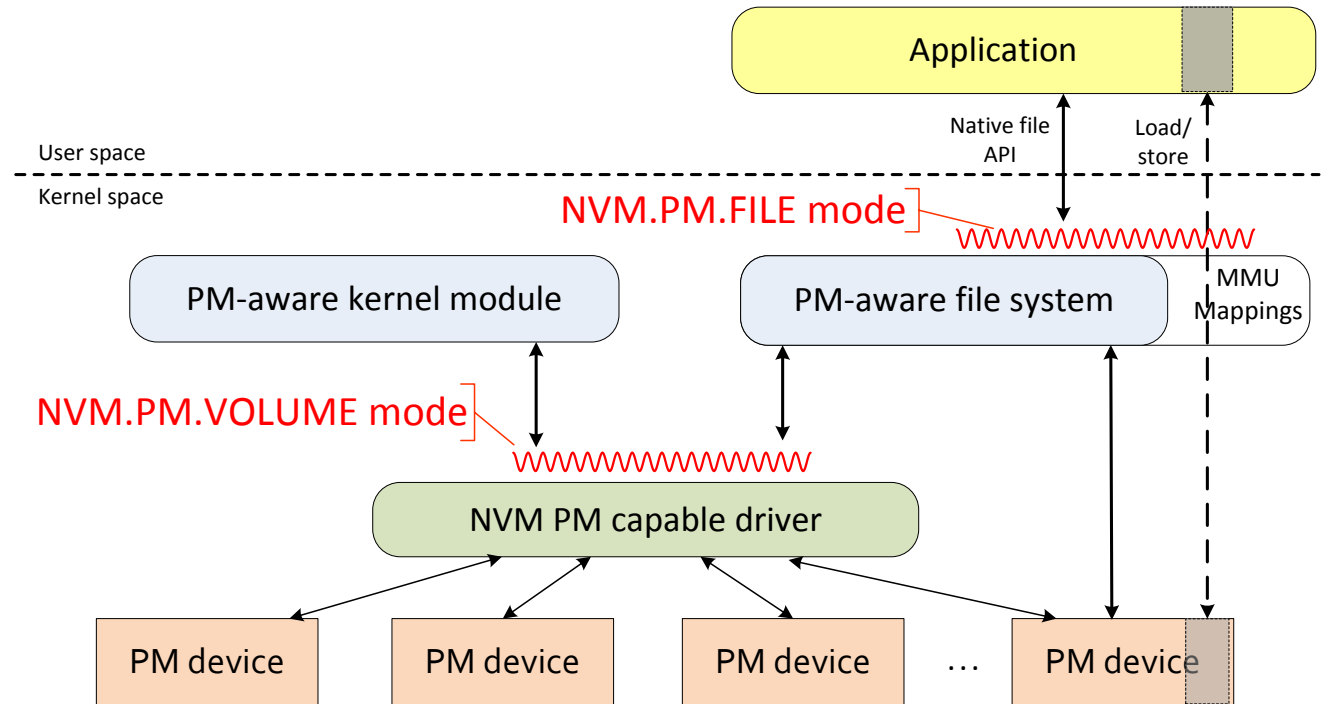 Application
Native file
API
Load/
store
User space
Kernel space
NVM.PM.FILE mode
PM-aware kernel module
PM-aware file system
MMU
Mappings
NVM.PM.VOLUME mode
NVM PM capable driver
PM device
PM device
PM device
...
PM device